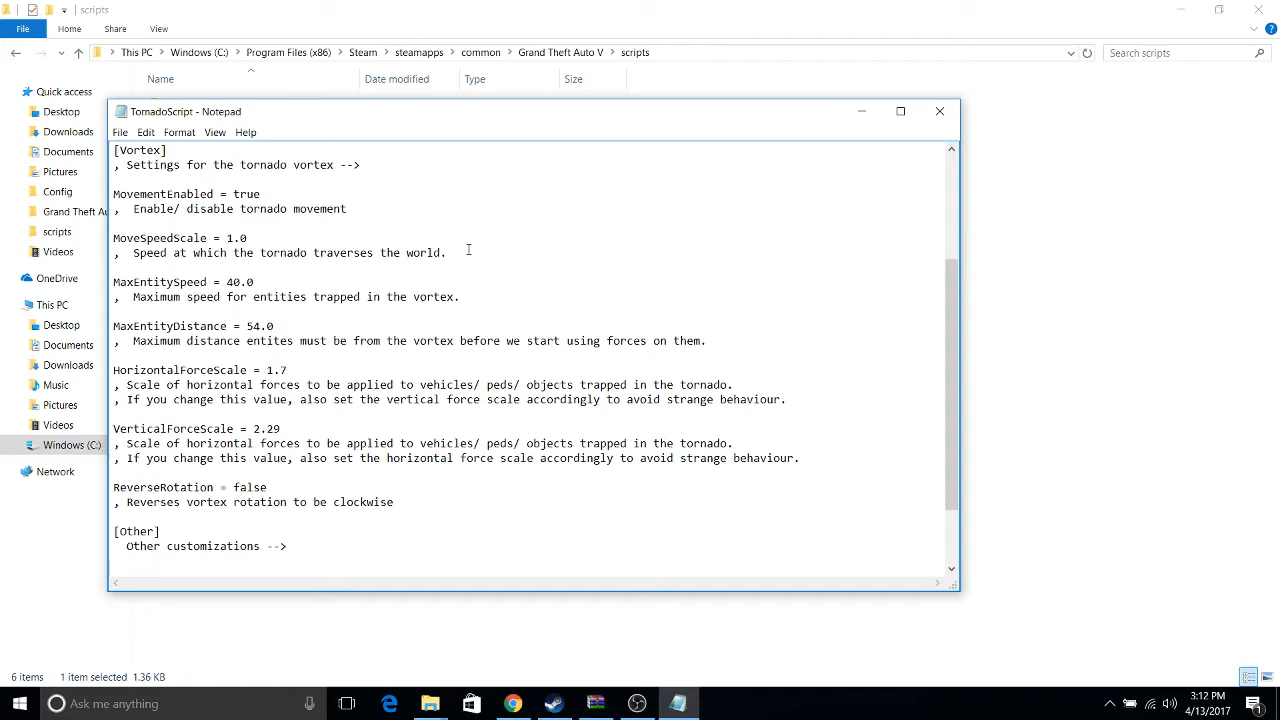 scripts
File Home Share View
This PC Windows (C:) Program Files (x86) Steam steamapps common Grand Theft Auto V scripts
Search scripts
Name Date modified Type Size
Quick access
Desktop
Downloads
Documents
Pictures
Config
Grand Theft Au
scripts
Videos
OneDrive
This PC
Desktop
Documents
Downloads
Music
Pictures
Videos
Windows (C:)
Network
TornadoScript - Notepad
File Edit Format View Help
[Vortex]
, Settings for the tornado vortex -->
MovementEnabled = true
, Enable/ disable tornado movement
MoveSpeedScale = 1.0
, Speed at which the tornado traverses the world.
MaxEntitySpeed = 40.0
, Maximum speed for entities trapped in the vortex.
MaxEntityDistance = 54.0
, Maximum distance entites must be from the vortex before we start using forces on them.
HorizontalForceScale = 1.7
, Scale of horizontal forces to be applied to vehicles/ peds/ objects trapped in the tornado.
, If you change this value, also set the vertical force scale accordingly to avoid strange behaviour.
VerticalForceScale = 2.29
, Scale of horizontal forces to be applied to vehicles/ peds/ objects trapped in the tornado.
, If you change this value, also set the horizontal force scale accordingly to avoid strange behaviour.
ReverseRotation = false
, Reverses vortex rotation to be clockwise
[Other]
Other customizations -->
6 items 1 item selected 1.36 KB
Ask me anything
3:12 PM
4/13/2017